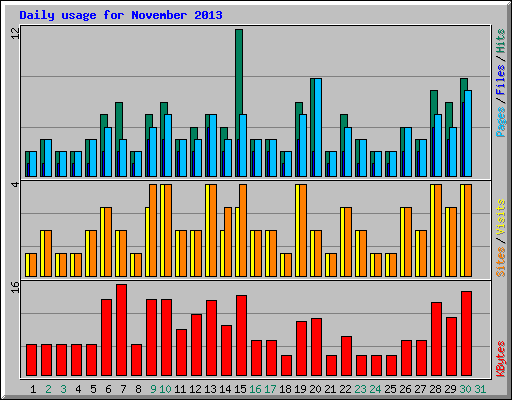 Daily usage for November 2013
12
Pages / Files / Hits
4
Sites / Visits
16
KBytes
1 2 3 4 5 6 7 8 9 10 11 12 13 14 15 16 17 18 19 20 21 22 23 24 25 26 27 28 29 30 31